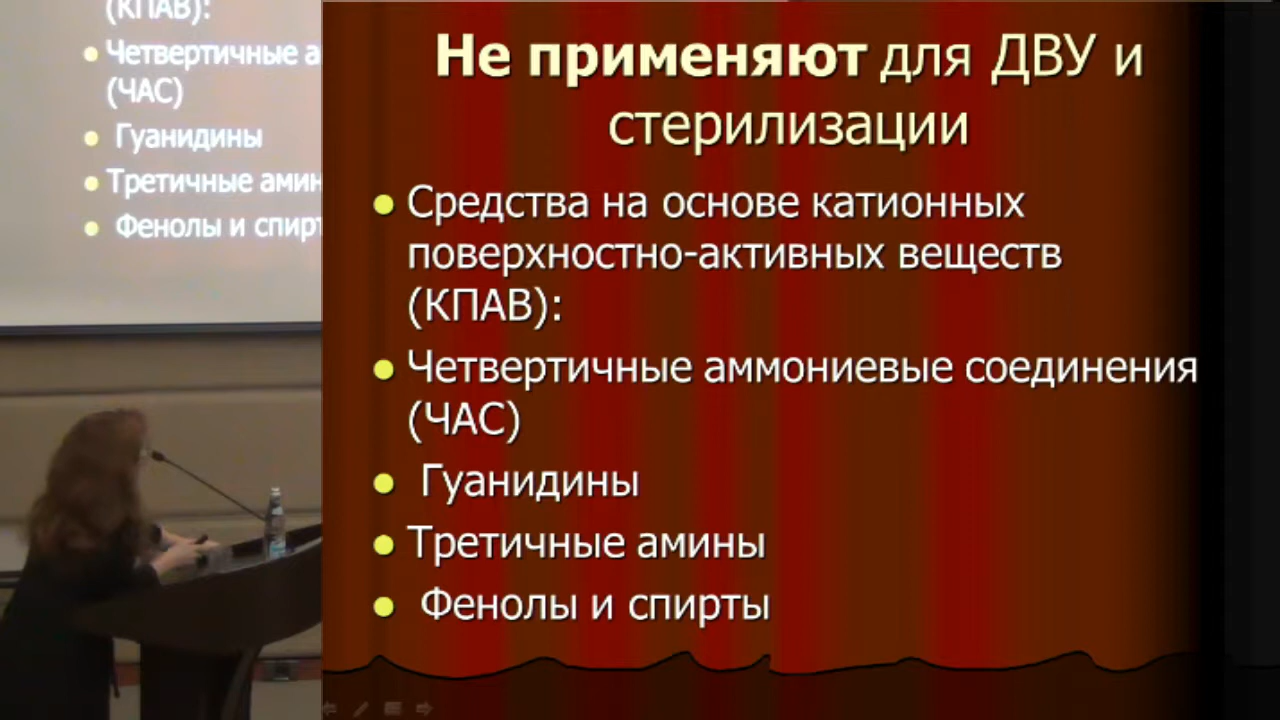 (КПАВ):
Четвертичные а
(ЧАС)
Гуанидины
Третичные амин
Фенолы и спирт
Не применяют для ДВУ и
стерилизации
Средства на основе катионных
поверхностно-активных веществ
(КПАВ):
Четвертичные аммониевые соединения
(ЧАС)
Гуанидины
Третичные амины
Фенолы и спирты